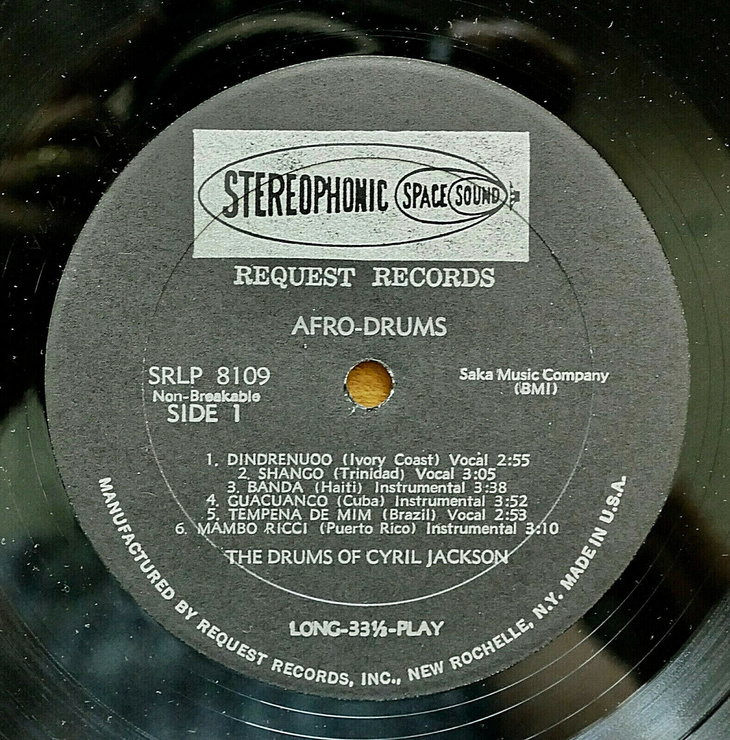 STEREOPHONIC SPACE SOUND
REQUEST RECORDS
AFRO-DRUMS
SRLP 8109
Non-Breakable
SIDE 1
Saka Music Company
(BMI)
1. DINDRENUOO (Ivory Coast) Vocal 2:55
2. SHANGO (Trinidad) Vocal 3:05
3. BANDA (Haiti) Instrumental 3:38
4. GUACUANCO (Cuba) Instrumental 3:52
5. TEMPENA DE MIM (Brazil) Vocal 2:53
6. MAMBO RICCI (Puerto Rico) Instrumental 3:10
THE DRUMS OF CYRIL JACKSON
LONG-33⅓-PLAY
MANUFACTURED BY REQUEST RECORDS, INC., NEW ROCHELLE, N.Y. MADE IN U.S.A.